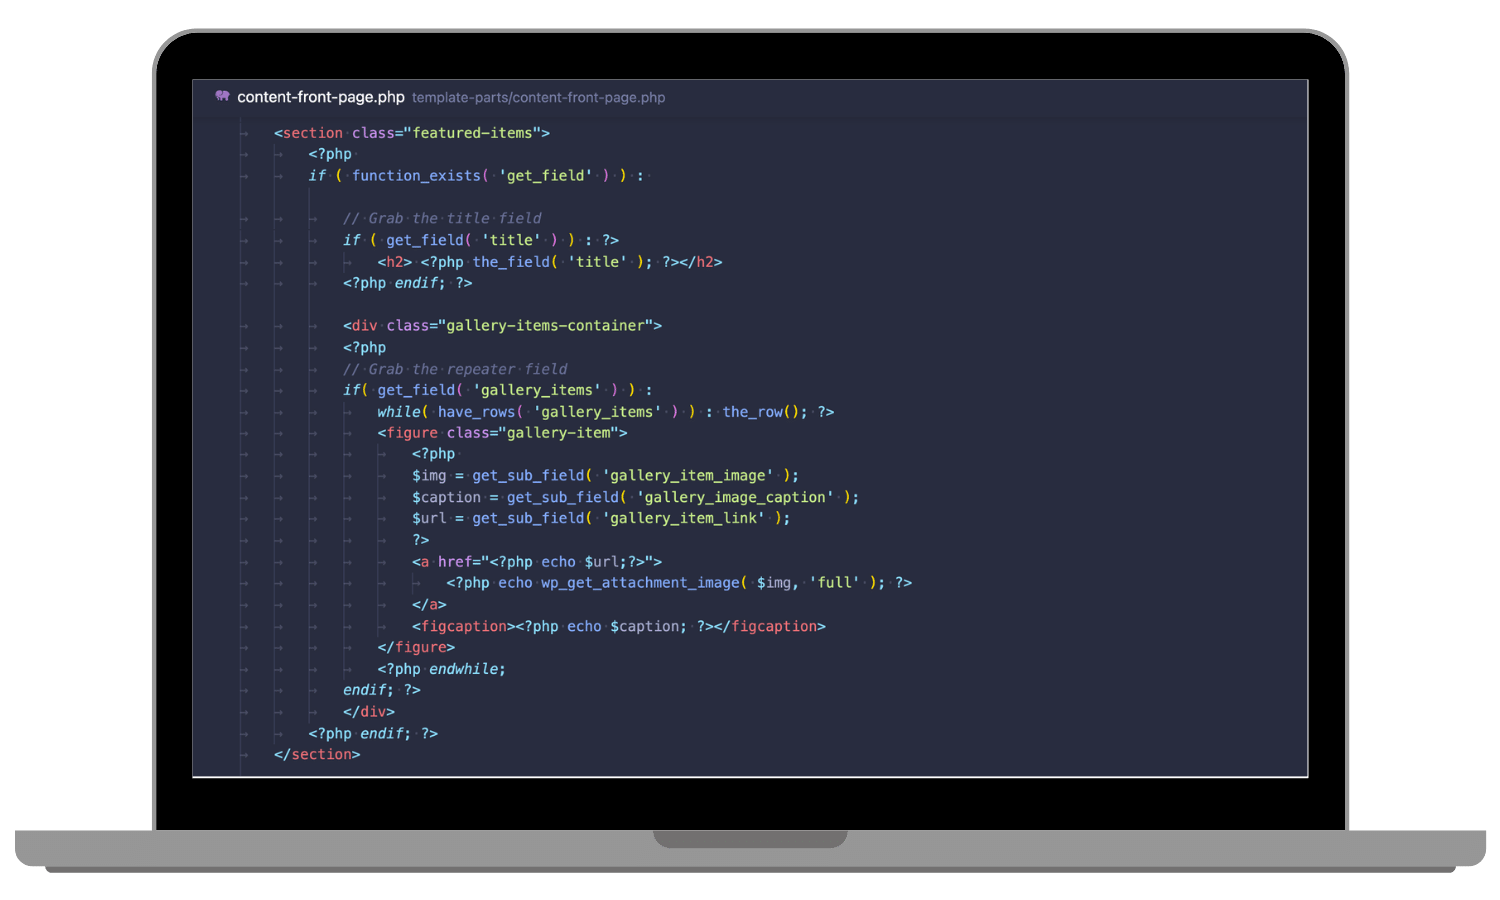 content-front-page.php template-parts/content-front-page.php
<section class="featured-items">
<?php
if ( function_exists( 'get_field' ) ) :
// Grab the title field
if ( get_field( 'title' ) ) : ?>
<h2> <?php the_field( 'title' ); ?></h2>
<?php endif; ?>
<div class="gallery-items-container">
<?php
// Grab the repeater field
if( get_field( 'gallery_items' ) ) :
while( have_rows( 'gallery_items' ) ) : the_row(); ?>
<figure class="gallery-item">
<?php
$img = get_sub_field( 'gallery_item_image' );
$caption = get_sub_field( 'gallery_image_caption' );
$url = get_sub_field( 'gallery_item_link' );
?>
<a href="<?php echo $url;?>">
<?php echo wp_get_attachment_image( $img, 'full' ); ?>
</a>
<figcaption><?php echo $caption; ?></figcaption>
</figure>
<?php endwhile;
endif; ?>
</div>
<?php endif; ?>
</section>